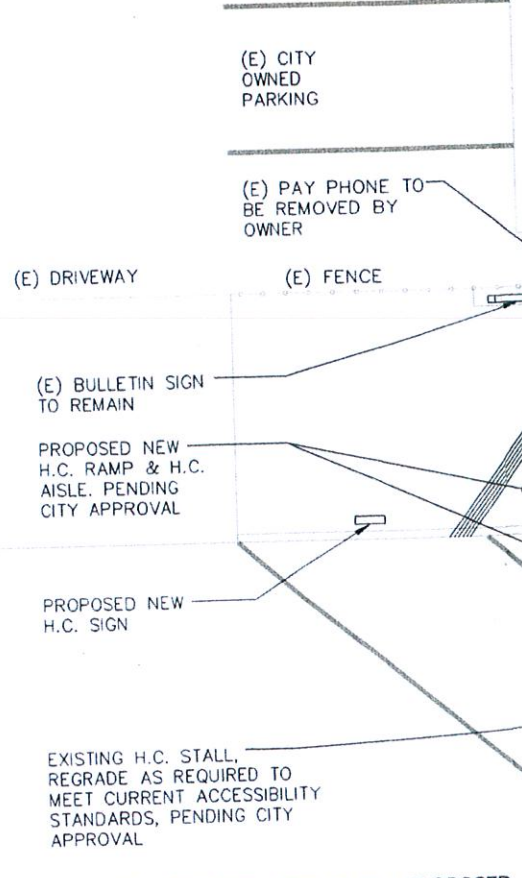 (E) CITY
OWNED
PARKING
(E) PAY PHONE TO
BE REMOVED BY
OWNER
(E) DRIVEWAY
(E) FENCE
(E) BULLETIN SIGN
TO REMAIN
PROPOSED NEW
H.C. RAMP & H.C.
AISLE. PENDING
CITY APPROVAL
PROPOSED NEW
H.C. SIGN
EXISTING H.C. STALL,
REGRADE AS REQUIRED TO
MEET CURRENT ACCESSIBILITY
STANDARDS, PENDING CITY
APPROVAL